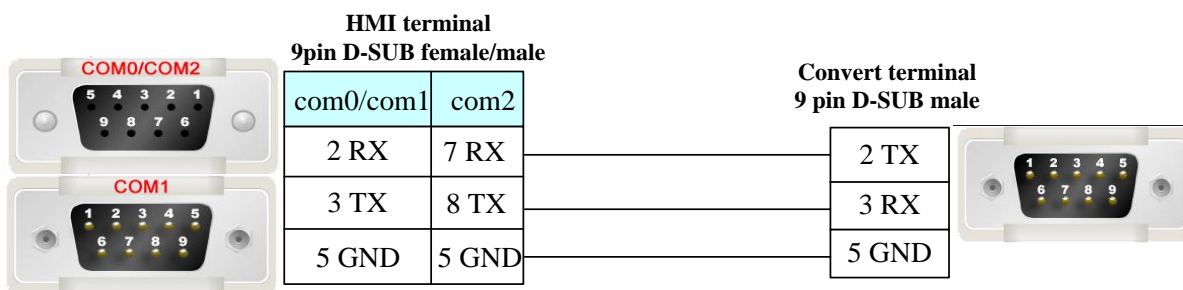 HMI terminal
9pin D-SUB female/male
COM0/COM2
5 4 3 2 1
9 8 7 6
COM1
1 2 3 4 5
6 7 8 9
com0/com1 com2
2 RX 7 RX
3 TX 8 TX
5 GND 5 GND
Convert terminal
9 pin D-SUB male
2 TX
3 RX
5 GND
1 2 3 4 5
6 7 8 9